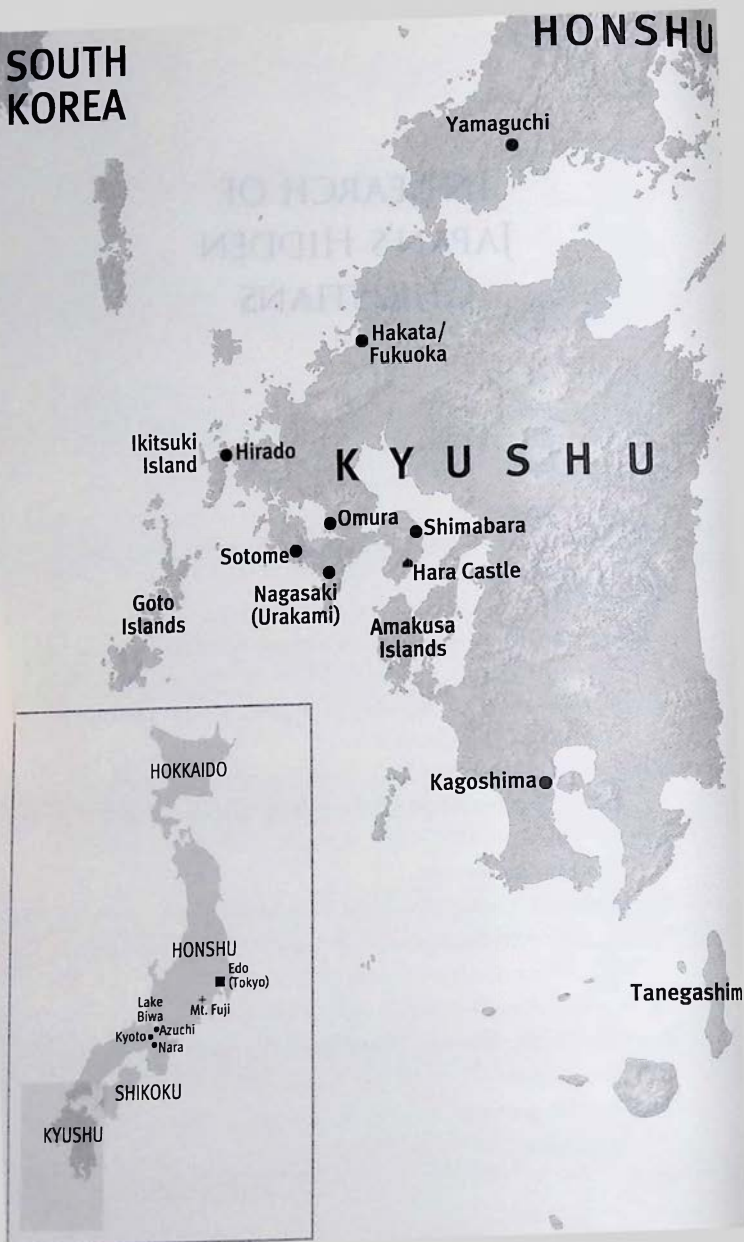 HONSHU
SOUTH
KOREA
Yamaguchi
Hakata/
Fukuoka
Ikitsuki
Island
Hirado
KYUSHU
Omura
Shimabara
Sotome
Hara Castle
Nagasaki
(Urakami)
Goto
Islands
Amakusa
Islands
Kagoshima
Tanegashim
HOKKAIDO
HONSHU
Edo
(Tokyo)
Mt. Fuji
Lake
Biwa
Azuchi
Kyoto
Nara
SHIKOKU
KYUSHU